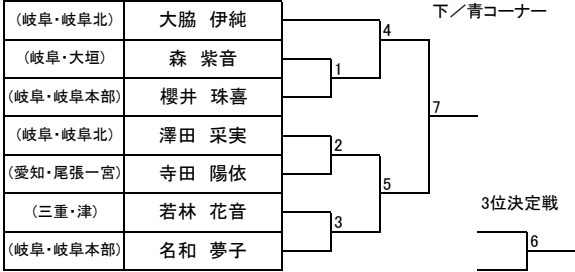 (岐阜・岐阜北) 大脇 伊純
下／青コーナー
4
(岐阜・大垣) 森 紫音
1
(岐阜・岐阜本部) 櫻井 珠喜
7
(岐阜・岐阜北) 澤田 采実
2
(愛知・尾張一宮) 寺田 陽依
5
(三重・津) 若林 花音
3位決定戦
3
(岐阜・岐阜本部) 名和 夢子
6